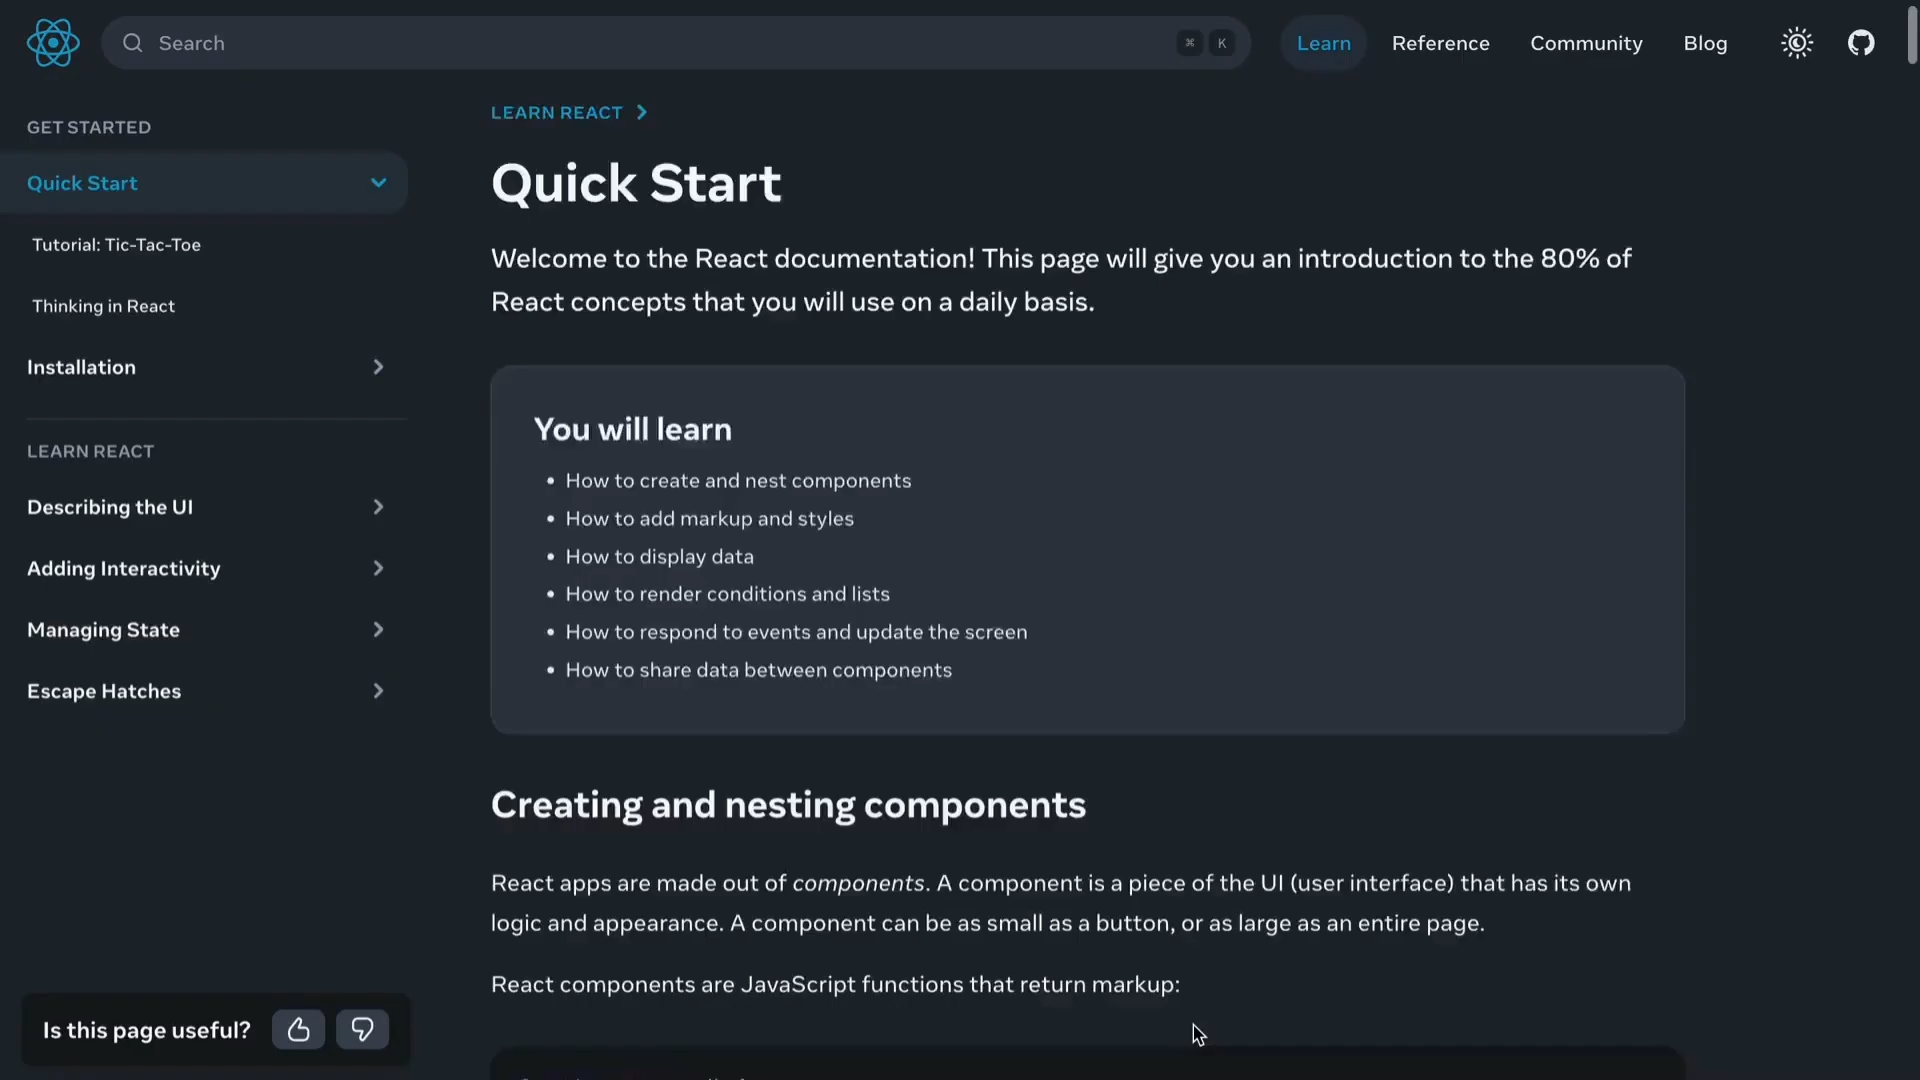 Search
⌘ K
Learn
Reference
Community
Blog
GET STARTED
Quick Start
Tutorial: Tic-Tac-Toe
Thinking in React
Installation
LEARN REACT
Describing the UI
Adding Interactivity
Managing State
Escape Hatches
Is this page useful?
LEARN REACT
Quick Start
Welcome to the React documentation! This page will give you an introduction to the 80% of
React concepts that you will use on a daily basis.
You will learn
• How to create and nest components
• How to add markup and styles
• How to display data
• How to render conditions and lists
• How to respond to events and update the screen
• How to share data between components
Creating and nesting components
React apps are made out of components. A component is a piece of the UI (user interface) that has its own
logic and appearance. A component can be as small as a button, or as large as an entire page.
React components are JavaScript functions that return markup: